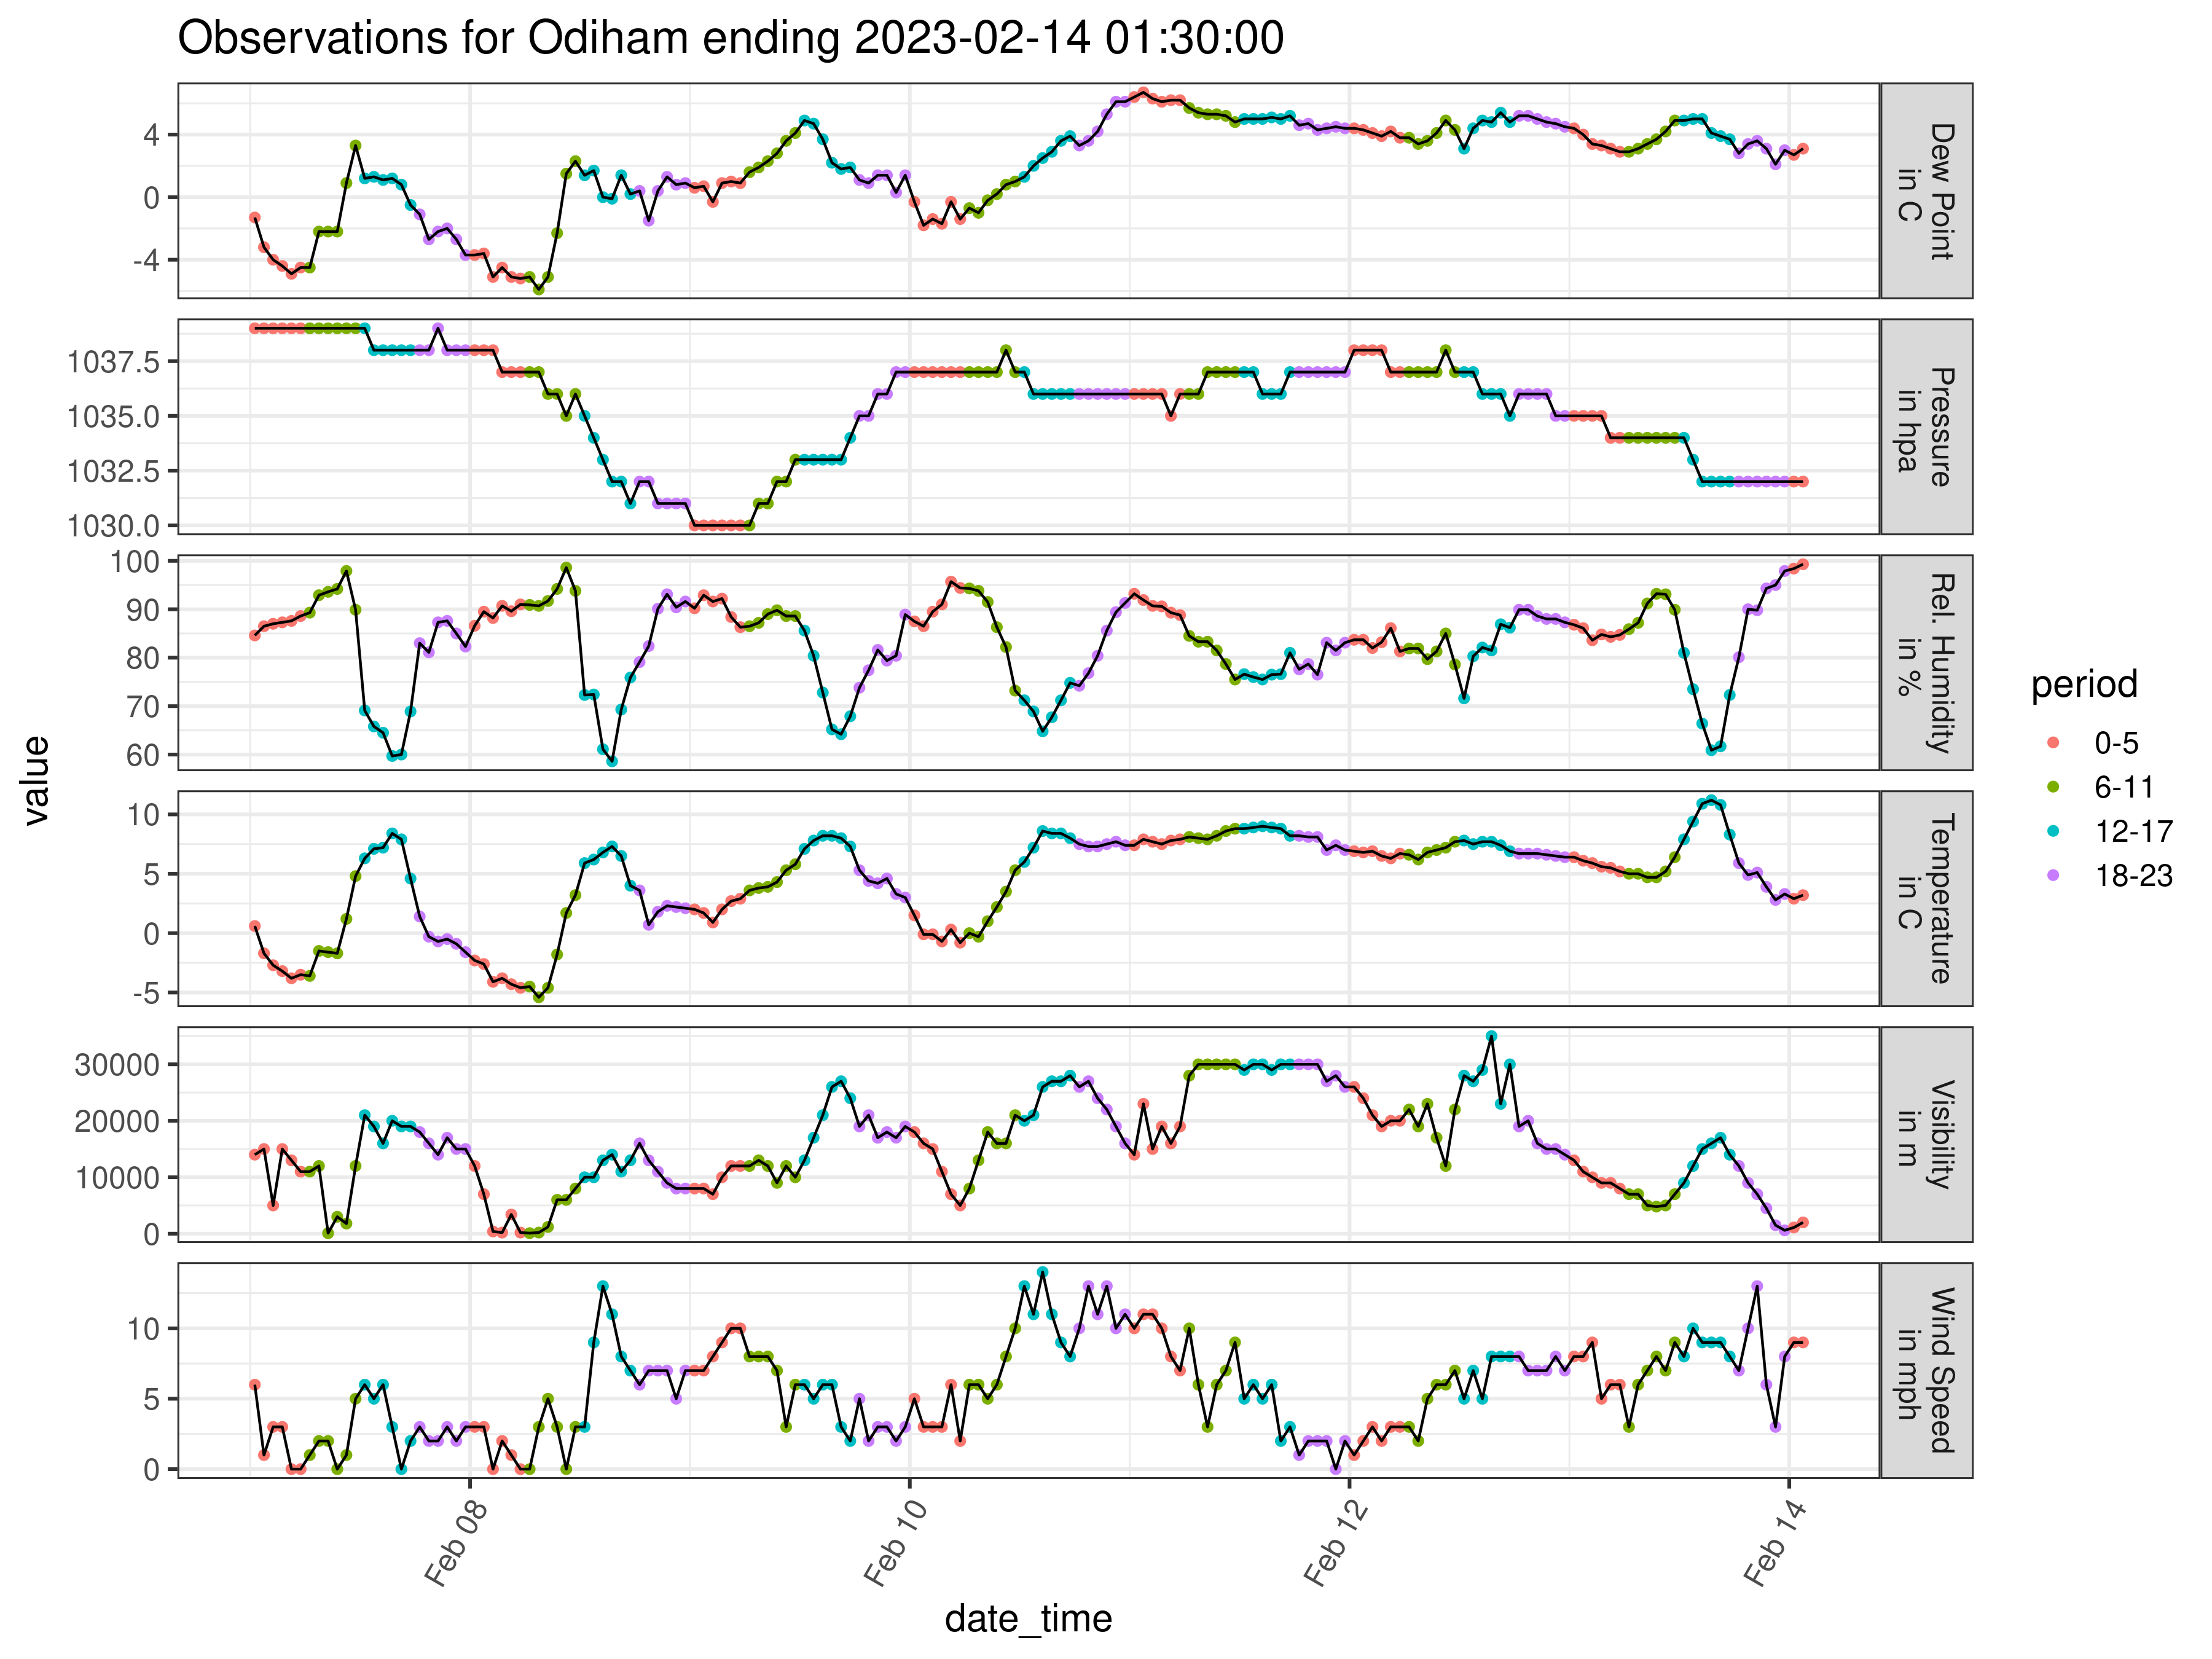 Observations for Odiham ending 2023-02-14 01:30:00
4
0
-4
Dew Point
in C
1037.5
1035.0
1032.5
1030.0
Pressure
in hpa
100
90
80
70
60
Rel. Humidity
in %
10
5
0
-5
Temperature
in C
30000
20000
10000
0
Visibility
in m
10
5
0
Wind Speed
in mph
value
Feb 08
Feb 10
Feb 12
Feb 14
date_time
period
0-5
6-11
12-17
18-23